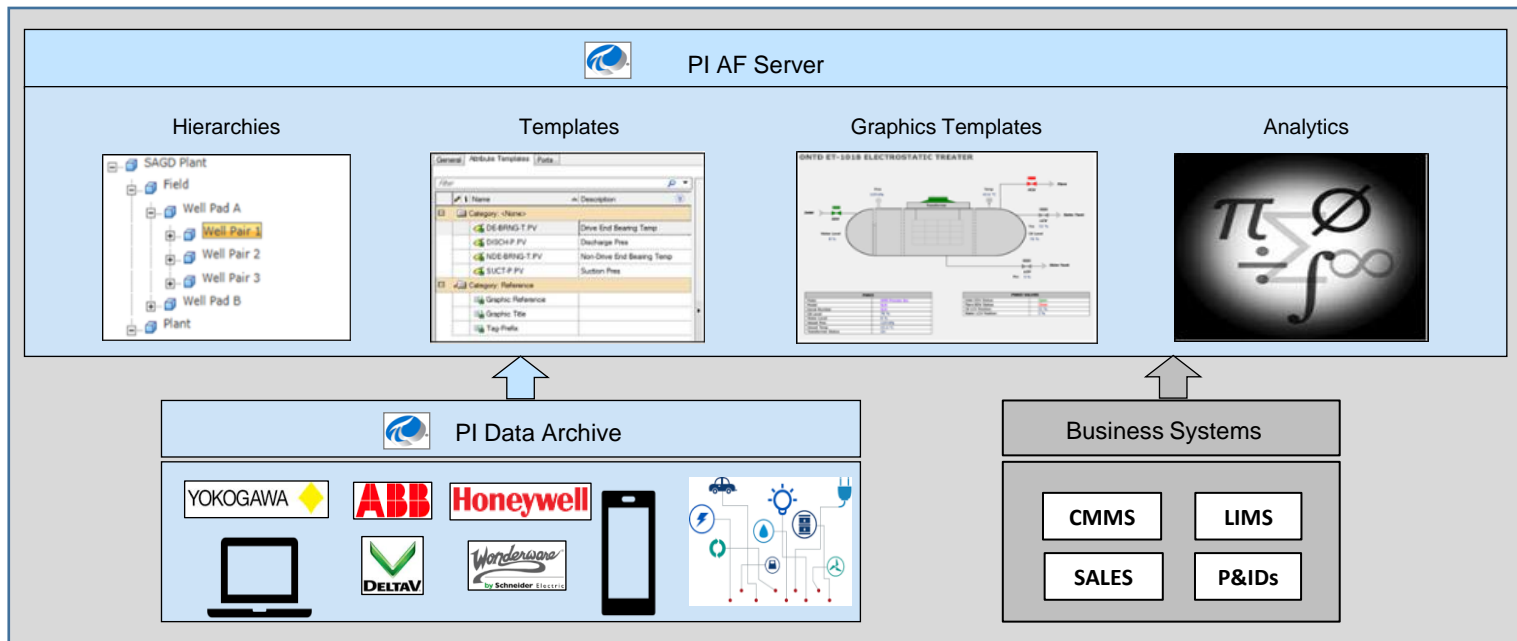 PI AF Server
Hierarchies
Templates
Graphics Templates
Analytics
SAGD Plant
Field
Well Pad A
Well Pair 1
Well Pair 2
Well Pair 3
Well Pad B
Plant
General Attribute Templates Ports
Filter
Name Description
Category: <None>
DE-BRNG-T.PV Drive End Bearing Temp
DISCH-P.PV Discharge Pres
NDE-BRNG-T.PV Non-Drive End Bearing Temp
SUCT-P.PV Suction Pres
Category: Reference
Graphic Reference
Graphic Title
Tag-Prefix
ONTD ET-1018 ELECTROSTATIC TREATER
PI Data Archive
Business Systems
YOKOGAWA
ABB
Honeywell
DELTAV
Wonderware
by Schneider Electric
CMMS
LIMS
SALES
P&IDs